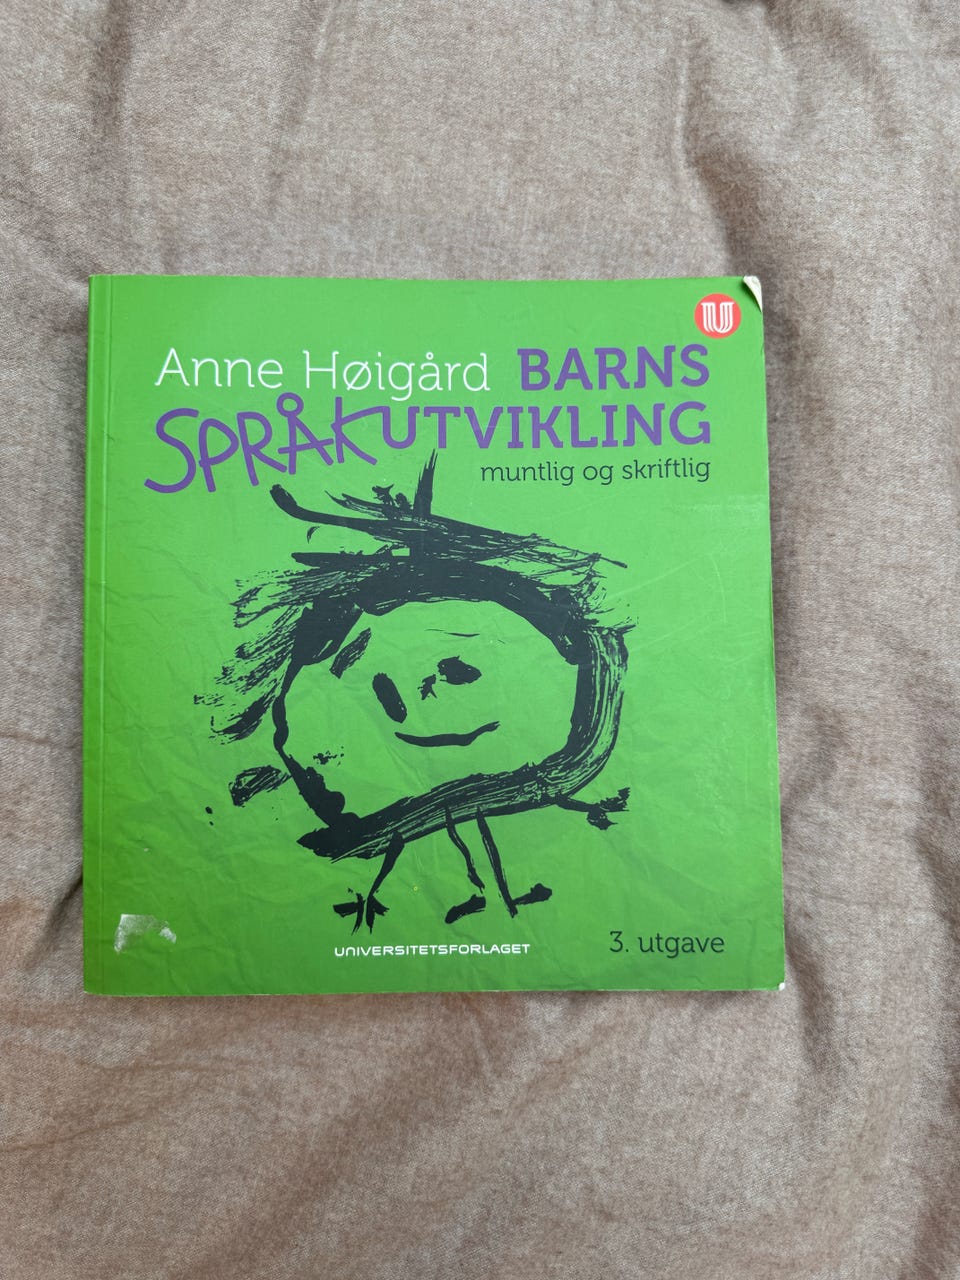 Anne Høigård BARNS
SPRÅKUTVIKLING
muntlig og skriftlig
UNIVERSITETSFORLAGET
3. utgave